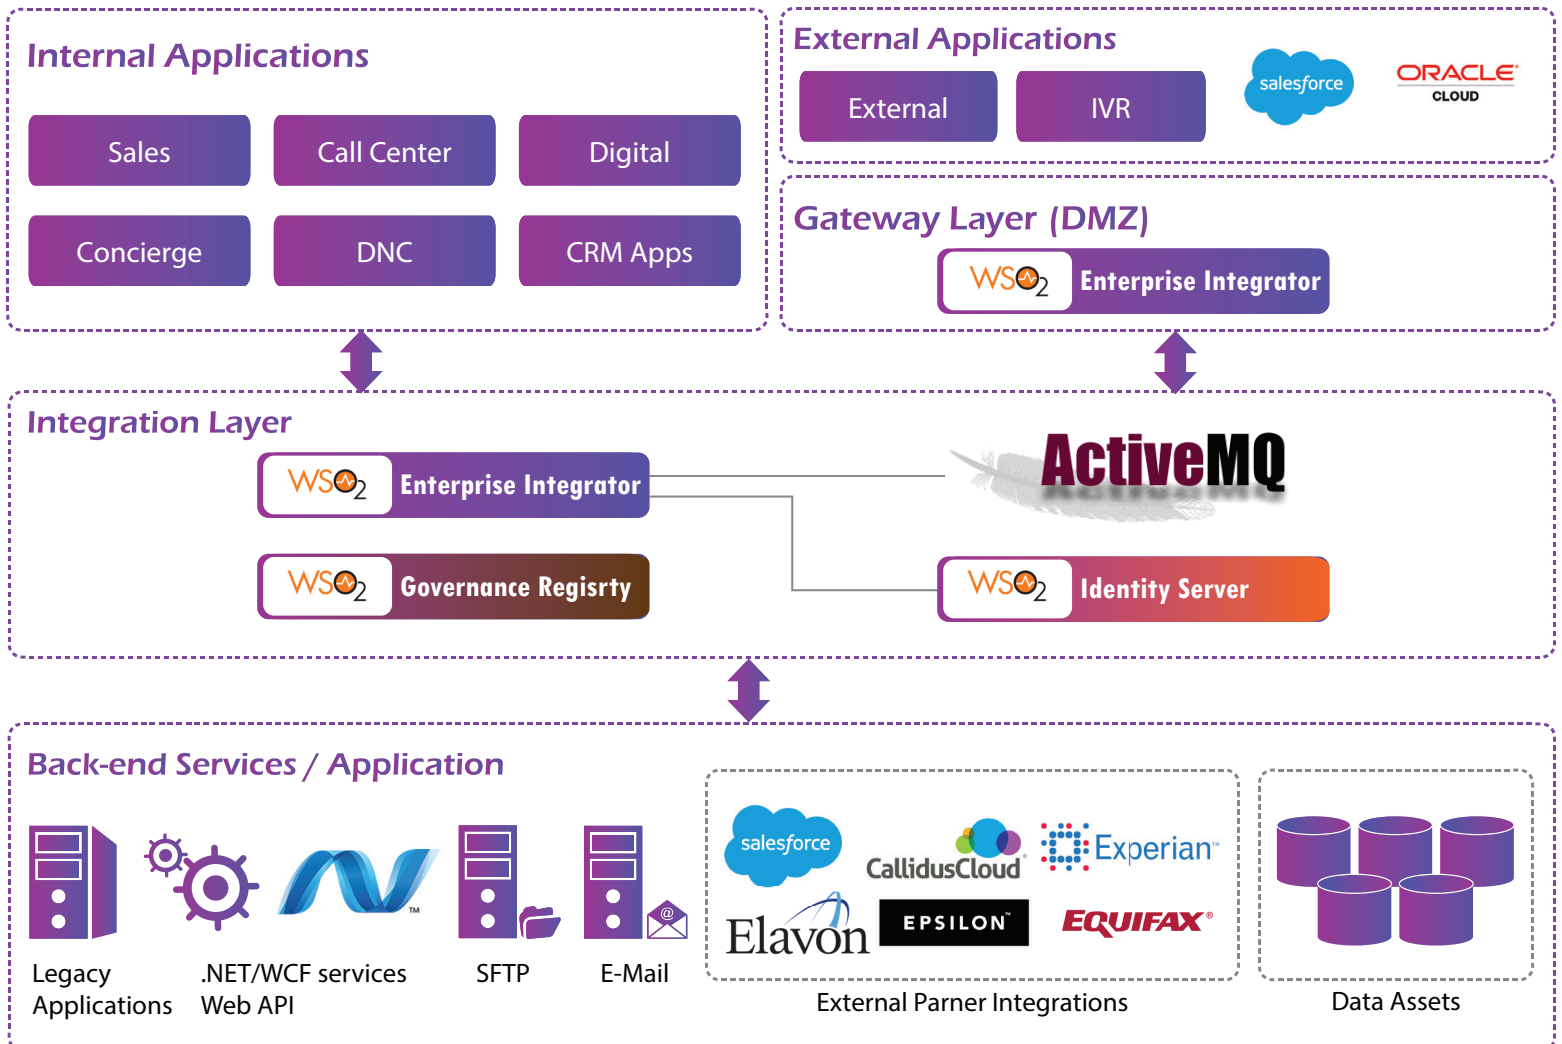 Internal Applications
Sales
Call Center
Digital
Concierge
DNC
CRM Apps
External Applications
External
IVR
salesforce
ORACLE®
CLOUD
Gateway Layer (DMZ)
WSO2 Enterprise Integrator
Integration Layer
WSO2 Enterprise Integrator
ActiveMQ
WSO2 Governance Regisrty
WSO2 Identity Server
Back-end Services / Application
Legacy
Applications
.NET/WCF services
Web API
TM
SFTP
@
E-Mail
salesforce
CallidusCloud®
Experian™
Elavon
EPSILON™
EQUIFAX®
External Parner Integrations
Data Assets